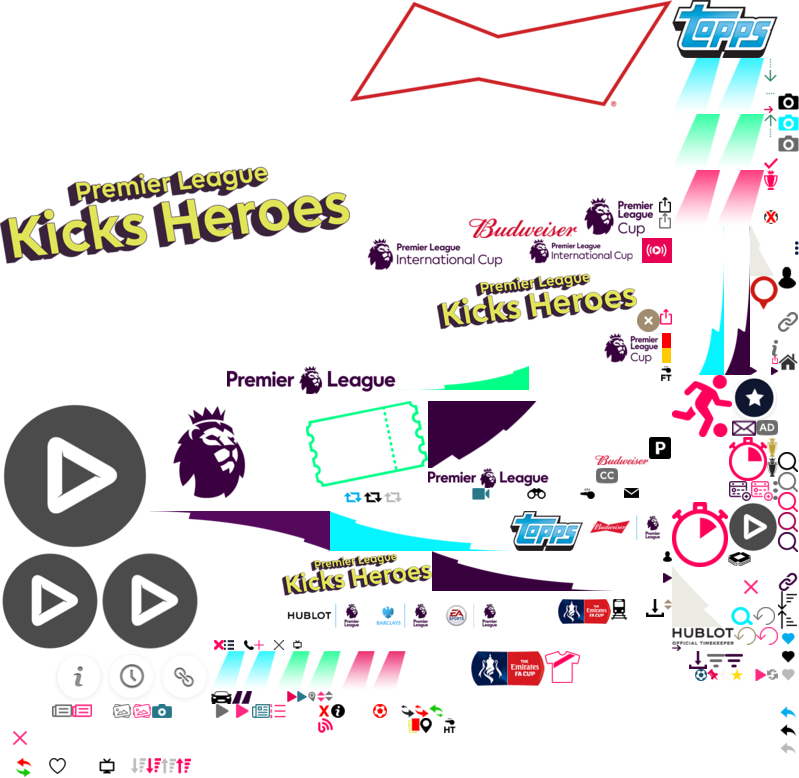 topps
Premier League
Kicks Heroes
Budweiser
Premier
League
Cup
Premier League
International Cup
Premier League
International Cup
Premier League
Kicks Heroes
Premier
League
Cup
FT
Premier League
AD
P
Budweiser
CC
Premier League
topps
Budweiser
Premier League
Kicks Heroes
HUBLOT
Premier
League
BARCLAYS
Premier
League
EA
SPORTS
Premier
League
THE
Emirates
FA CUP
HUBLOT
OFFICIAL TIMEKEEPER
THE
Emirates
FA CUP
HT